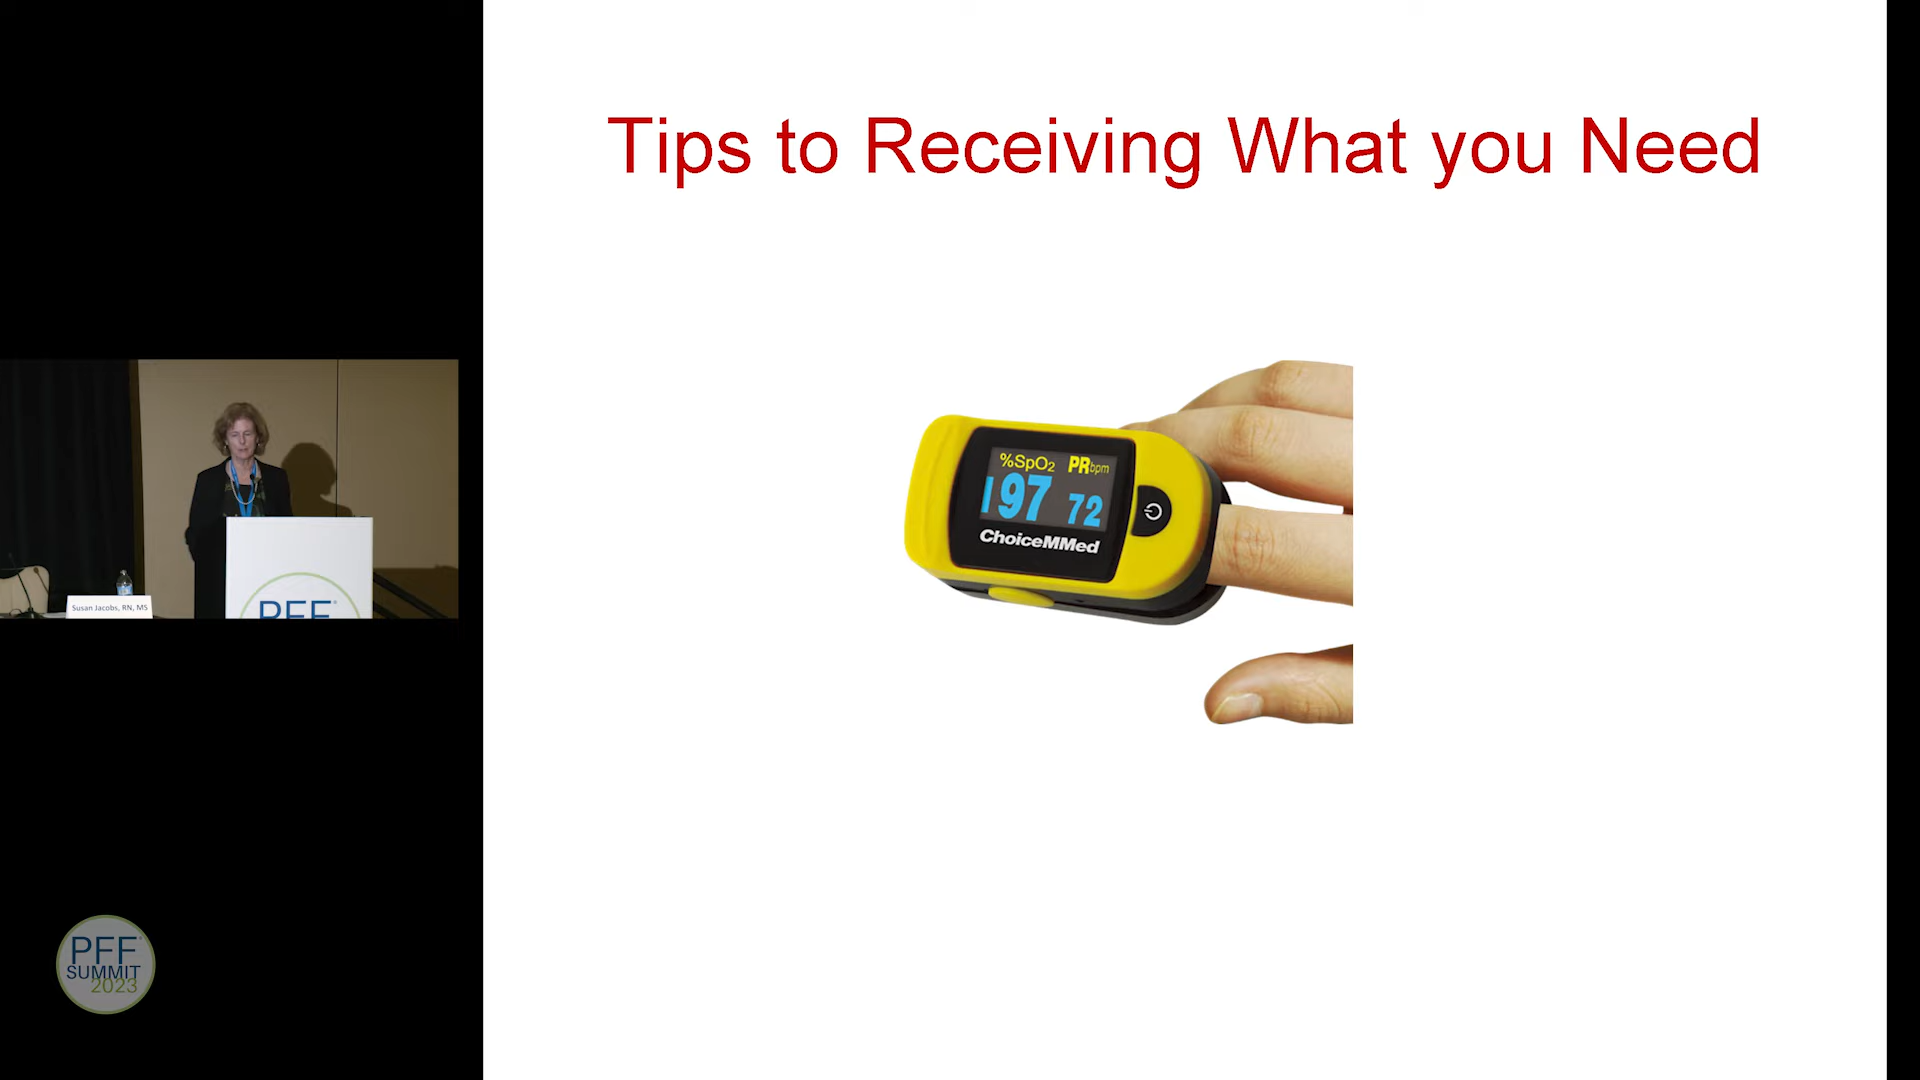 Tips to Receiving What you Need
%SpO2 PRbpm
97 72
ChoiceMMed
Susan Jacobs, RN, MS
PFF
PFF
SUMMIT
2023